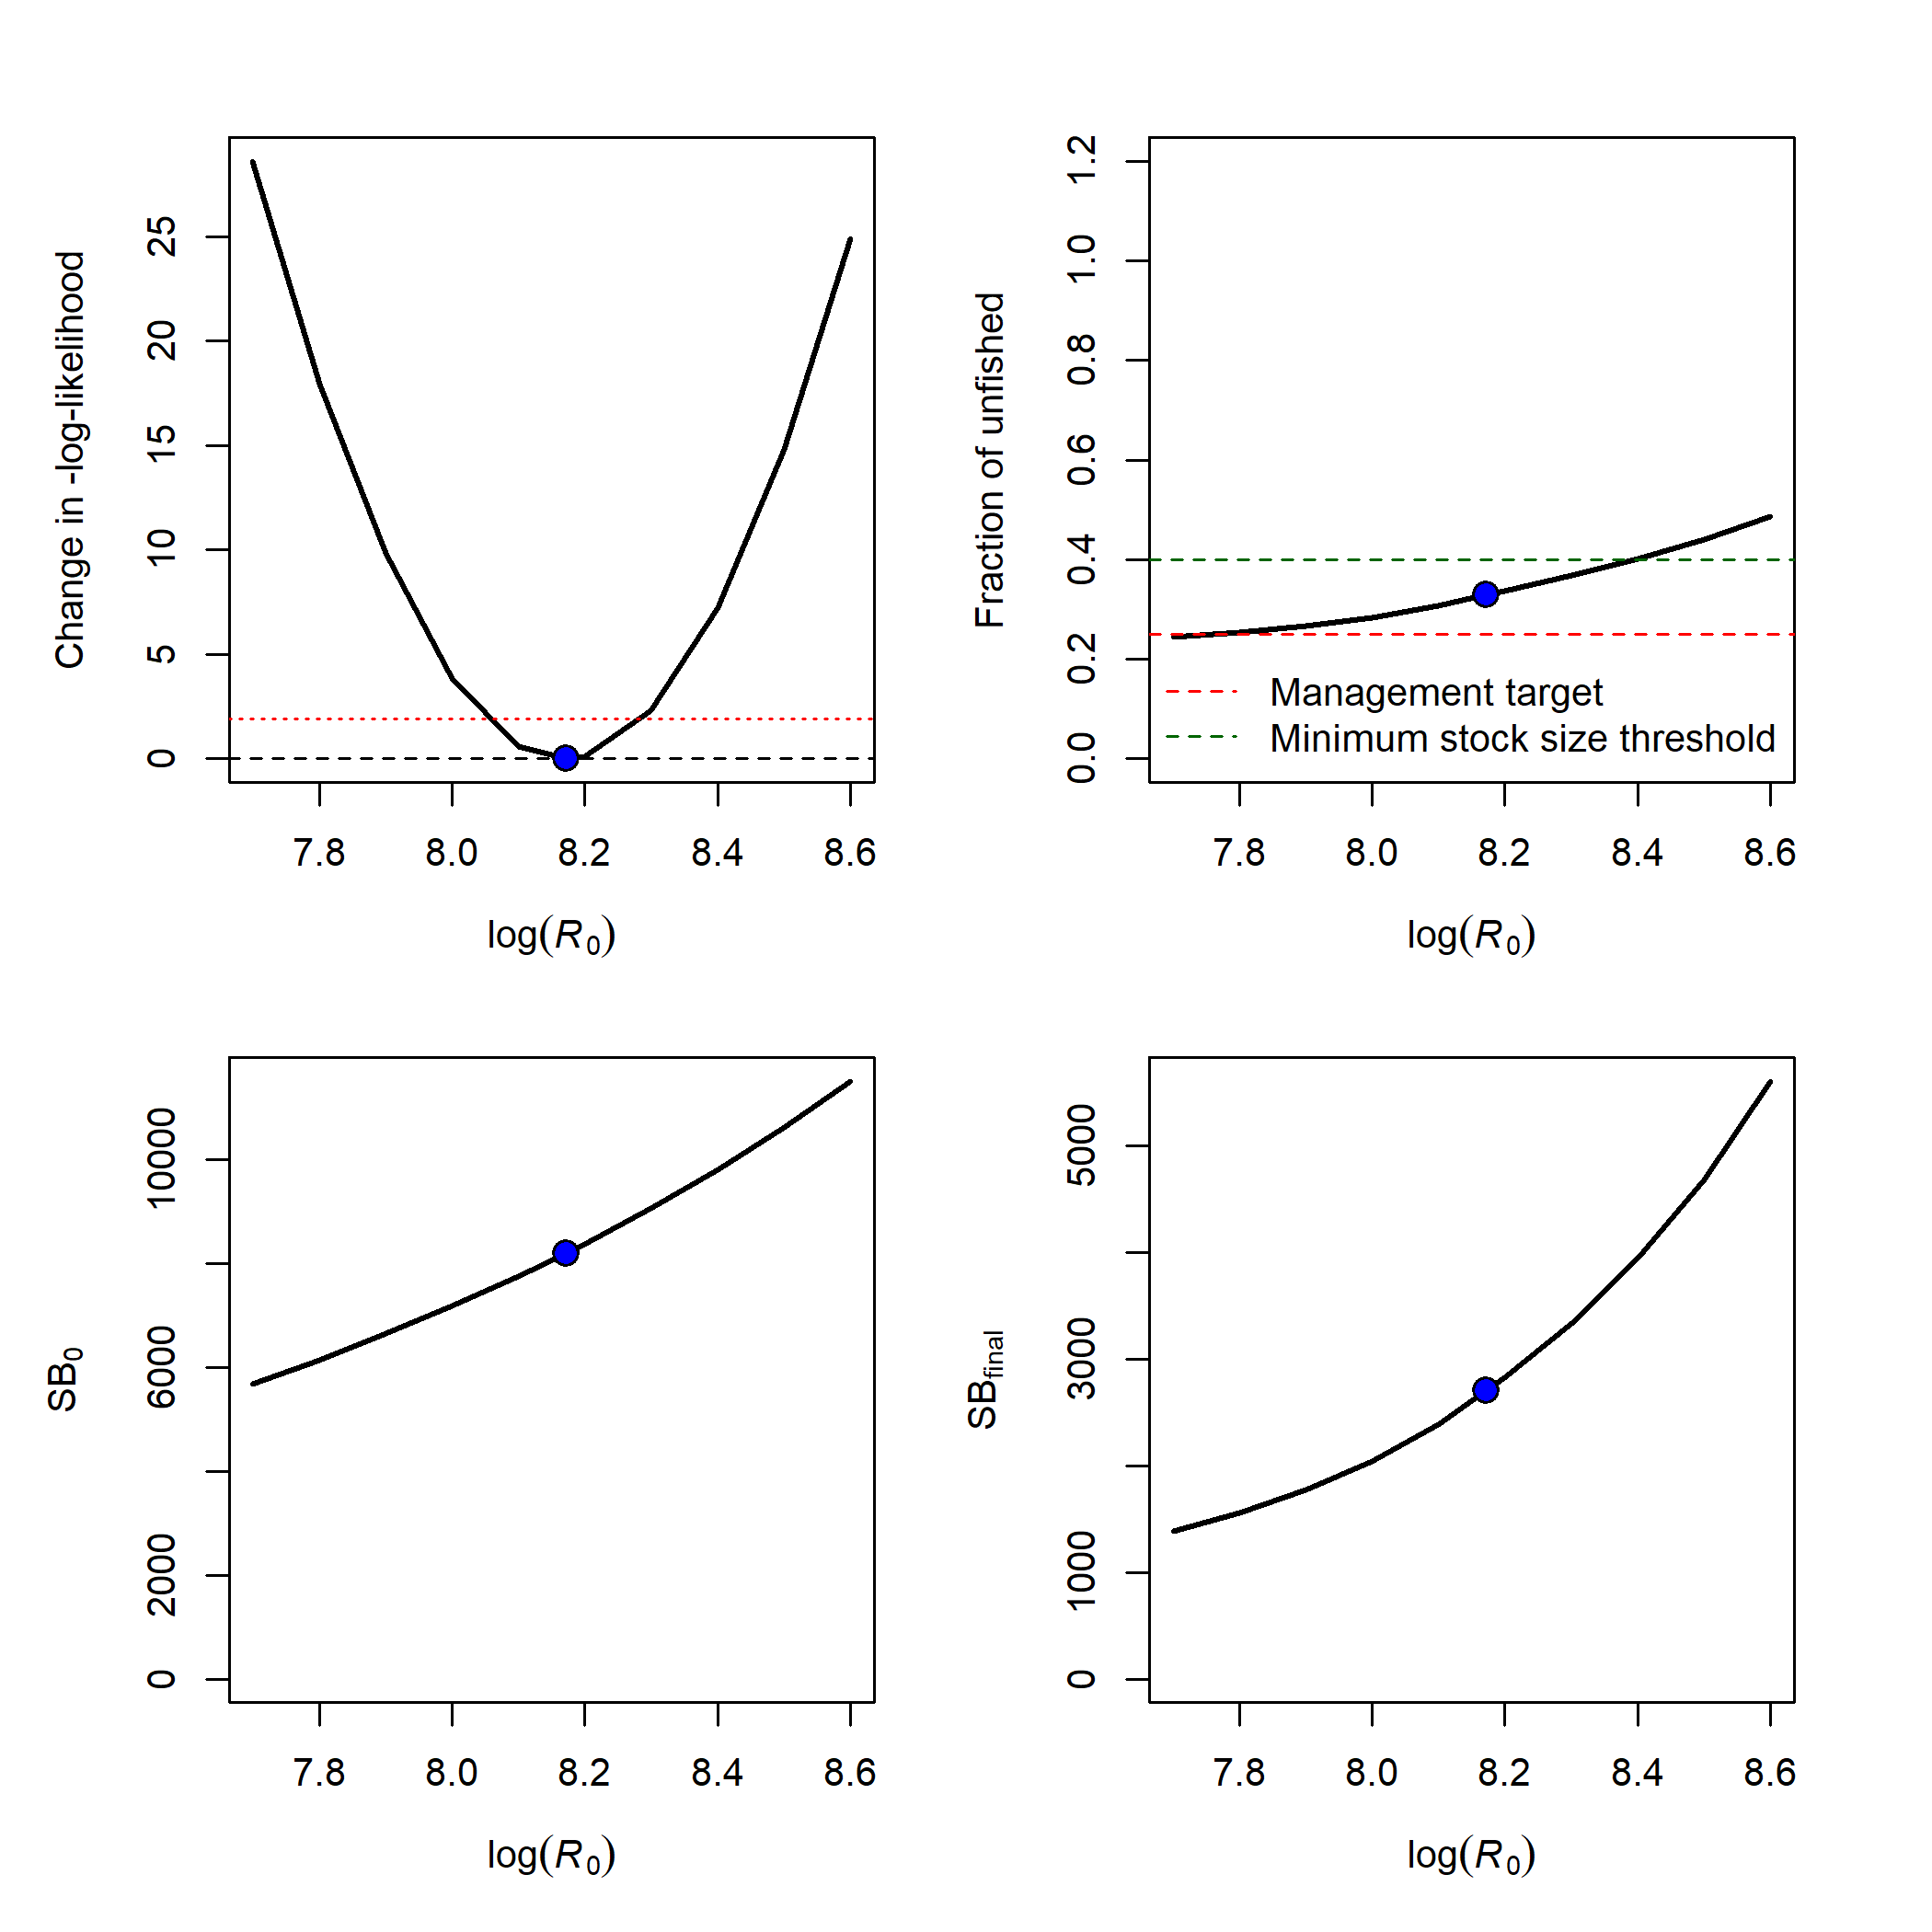 Change in -log-likelihood
0 5 10 15 20 25
7.8 8.0 8.2 8.4 8.6
log(R0)
Fraction of unfished
0.0 0.2 0.4 0.6 0.8 1.0 1.2
Management target
Minimum stock size threshold
7.8 8.0 8.2 8.4 8.6
log(R0)
SB0
0 2000 6000 10000
7.8 8.0 8.2 8.4 8.6
log(R0)
SBfinal
0 1000 3000 5000
7.8 8.0 8.2 8.4 8.6
log(R0)